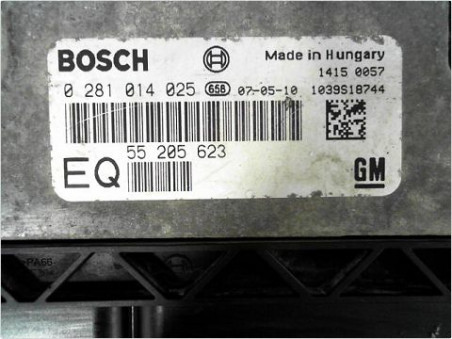 BOSCH
Made in Hungary
1415 0057
0 281 014 025 658 07-05-10 1039S18744
55 205 623
EQ
GM
-PA66